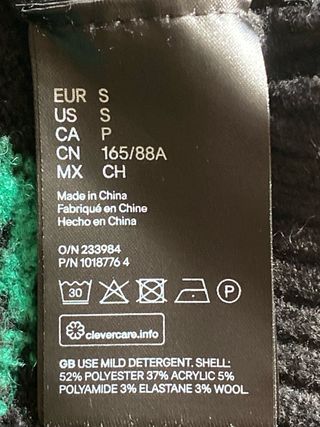 EUR S
US S
CA P
CN 165/88A
MX CH
Made in China
Fabriqué en Chine
Hecho en China
O/N 233984
P/N 1018776 4
30
P
clevercare.info
GB USE MILD DETERGENT. SHELL:
52% POLYESTER 37% ACRYLIC 5%
POLYAMIDE 3% ELASTANE 3% WOOL